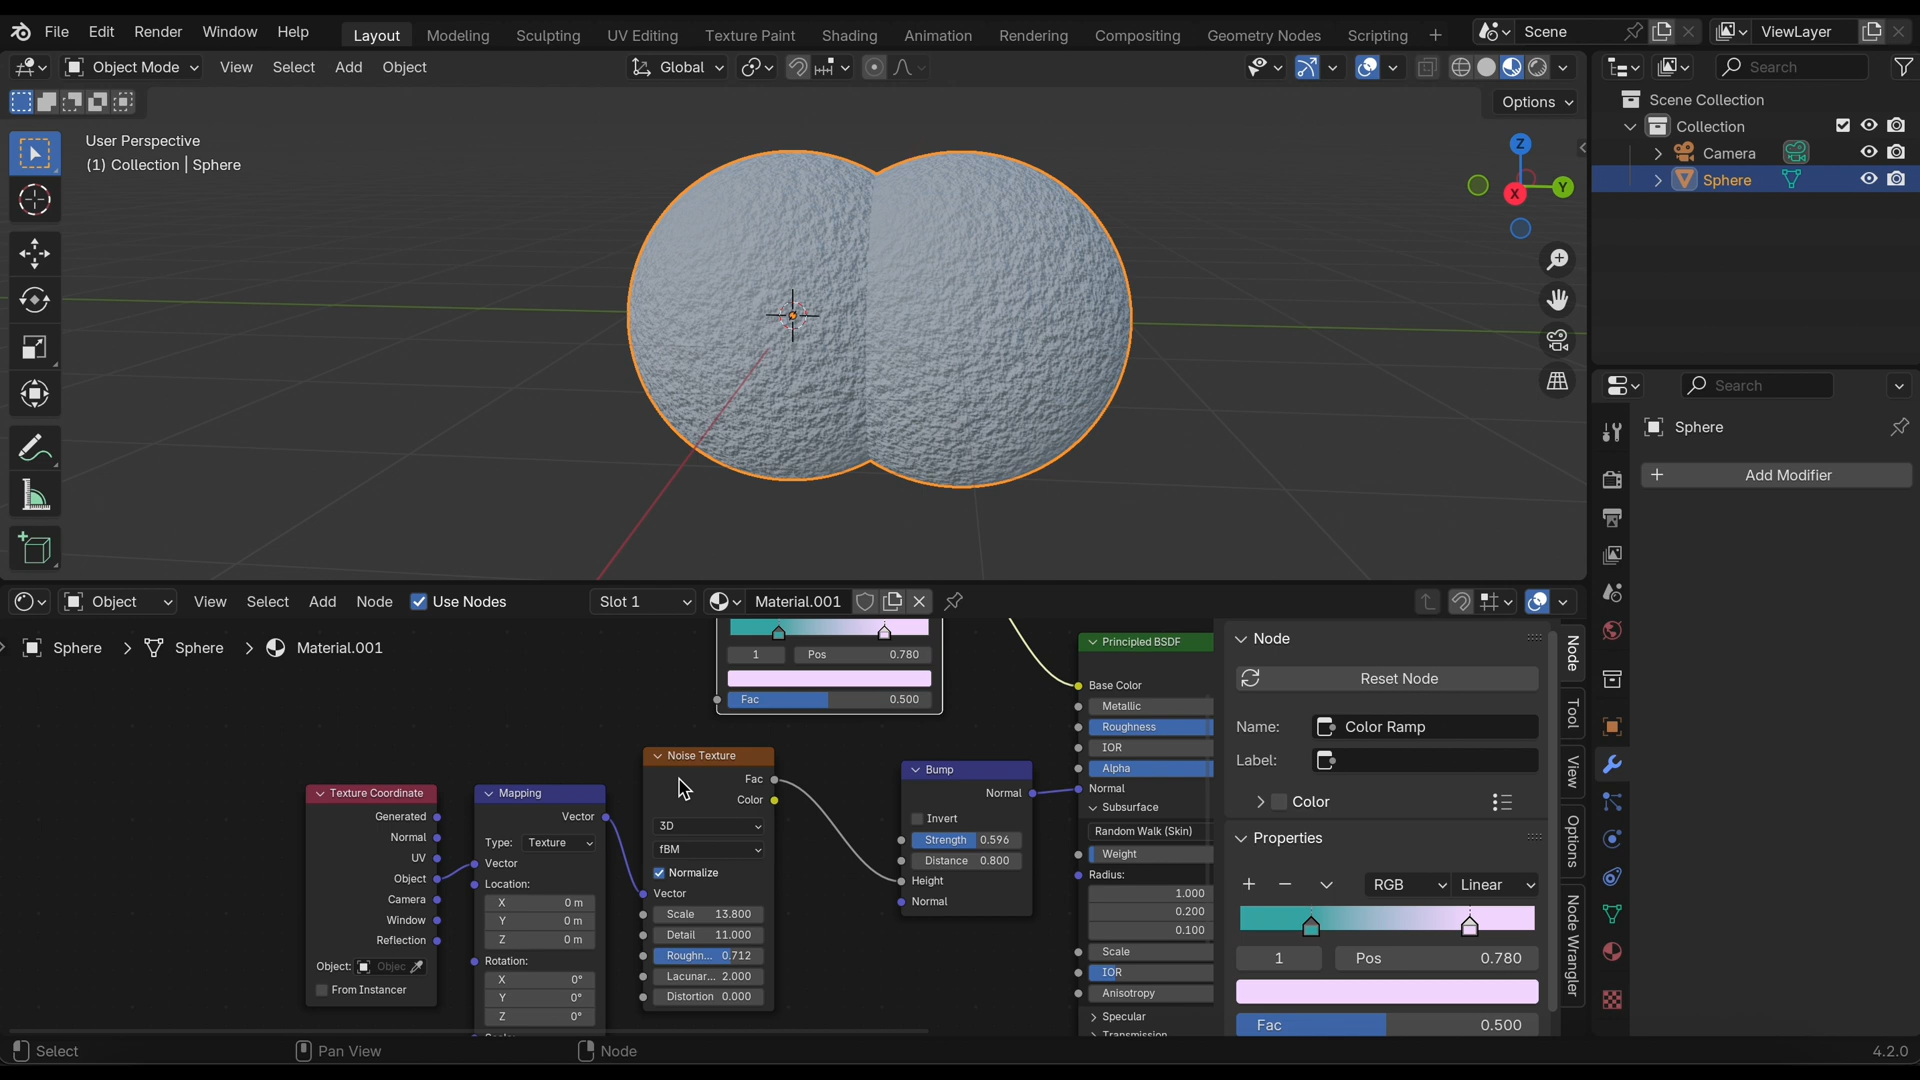 File Edit Render Window Help Layout Modeling Sculpting UV Editing Texture Paint Shading Animation Rendering Compositing Geometry Nodes Scripting + Scene ViewLayer
Object Mode View Select Add Object Global Search
Options
User Perspective
(1) Collection | Sphere
Z
Y
X
Scene Collection
Collection
Camera
Sphere
Search
Sphere
+ Add Modifier
Object View Select Add Node Use Nodes Slot 1 Material.001
Sphere > Sphere > Material.001
1 Pos 0.780
Fac 0.500
Texture Coordinate
Generated
Normal
UV
Object
Camera
Window
Reflection
Object: Objec
From Instancer
Mapping
Vector
Type: Texture
Vector
Location:
X 0 m
Y 0 m
Z 0 m
Rotation:
X 0°
Y 0°
Z 0°
Noise Texture
Fac
Color
3D
fBM
Normalize
Vector
Scale 13.800
Detail 11.000
Roughn... 0.712
Lacunar... 2.000
Distortion 0.000
Bump
Normal
Invert
Strength 0.596
Distance 0.800
Height
Normal
Principled BSDF
Base Color
Metallic
Roughness
IOR
Alpha
Normal
Subsurface
Random Walk (Skin)
Weight
Radius:
1.000
0.200
0.100
Scale
IOR
Anisotropy
Specular
Transmission
Node
Reset Node
Name: Color Ramp
Label:
Color
Properties
RGB Linear
1 Pos 0.780
Fac 0.500
Node
Tool
View
Options
Node Wrangler
Select Pan View Node 4.2.0